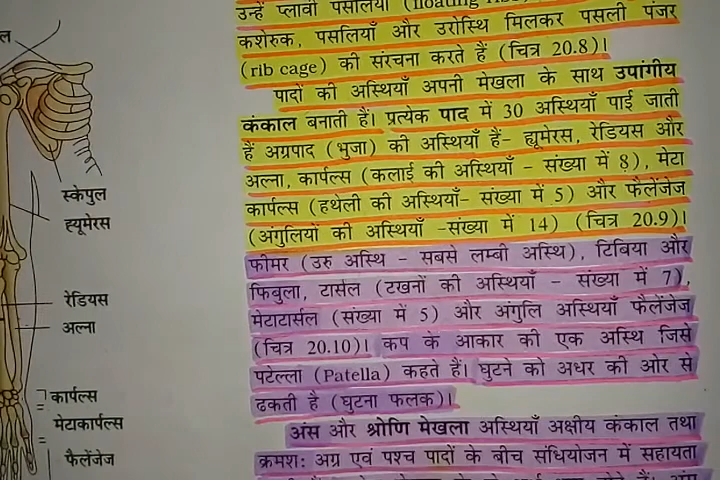 उन्हें प्लावी पसलियाँ (floating
कशेरुक, पसलियाँ और उरोस्थि मिलकर पसली पंजर
(rib cage) की संरचना करते हैं (चित्र 20.8)।
पादों की अस्थियाँ अपनी मेखला के साथ उपांगीय
कंकाल बनाती हैं। प्रत्येक पाद में 30 अस्थियाँ पाई जाती
हैं अग्रपाद (भुजा) की अस्थियाँ हैं– ह्यूमेरस, रेडियस और
अल्ना, कार्पल्स (कलाई की अस्थियाँ – संख्या में 8), मेटा
कार्पल्स (हथेली की अस्थियाँ– संख्या में 5) और फैलेंजेज
(अंगुलियों की अस्थियाँ -संख्या में 14) (चित्र 20.9)।
फीमर (उरु अस्थि – सबसे लम्बी अस्थि), टिबिया और
फिबुला, टार्सल (टखनों की अस्थियाँ – संख्या में 7),
मेटाटार्सल (संख्या में 5) और अंगुलि अस्थियाँ फैलेंजेज
(चित्र 20.10)। कप के आकार की एक अस्थि जिसे
पटेल्ला (Patella) कहते हैं। घुटने को अधर की ओर से
ढकती है (घुटना फलक)।
अंस और श्रोणि मेखला अस्थियाँ अक्षीय कंकाल तथा
क्रमश: अग्र एवं पश्च पादों के बीच संधियोजन में सहायता
स्केपुल
ह्यूमेरस
रेडियस
अल्ना
कार्पल्स
मेटाकार्पल्स
फैलेंजेज